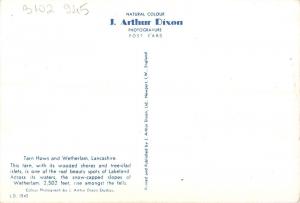 3102 945
NATURAL COLOUR
J. Arthur Dixon
PHOTOGRAVURE
POST CARD
Printed and Published by J. Arthur Dixon, Ltd., Newport, I.W., England.
Tarn Hows and Wetherlam, Lancashire
This tarn, with its wooded shores and tree-clad
islets, is one of the real beauty spots of Lakeland
Across its waters, the snow-capped slopes of
Wetherlam, 2,502 feet, rise amongst the fells.
Colour Photograph by J. Arthur Dixon Studios.